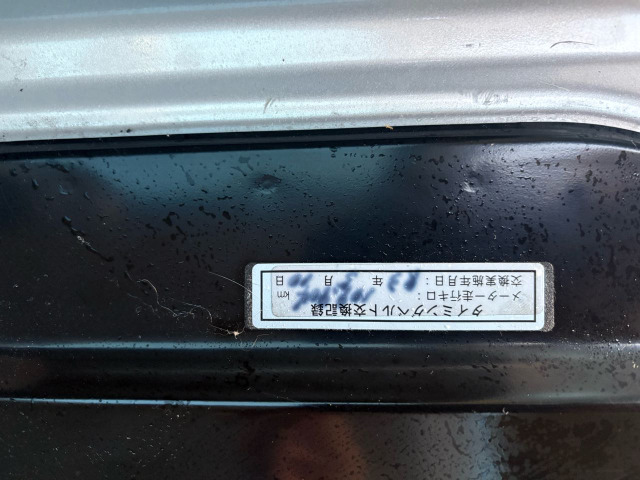 タイミングベルト交換記録
メーター走行キロ： km
交換実施年月日： 年 月 日